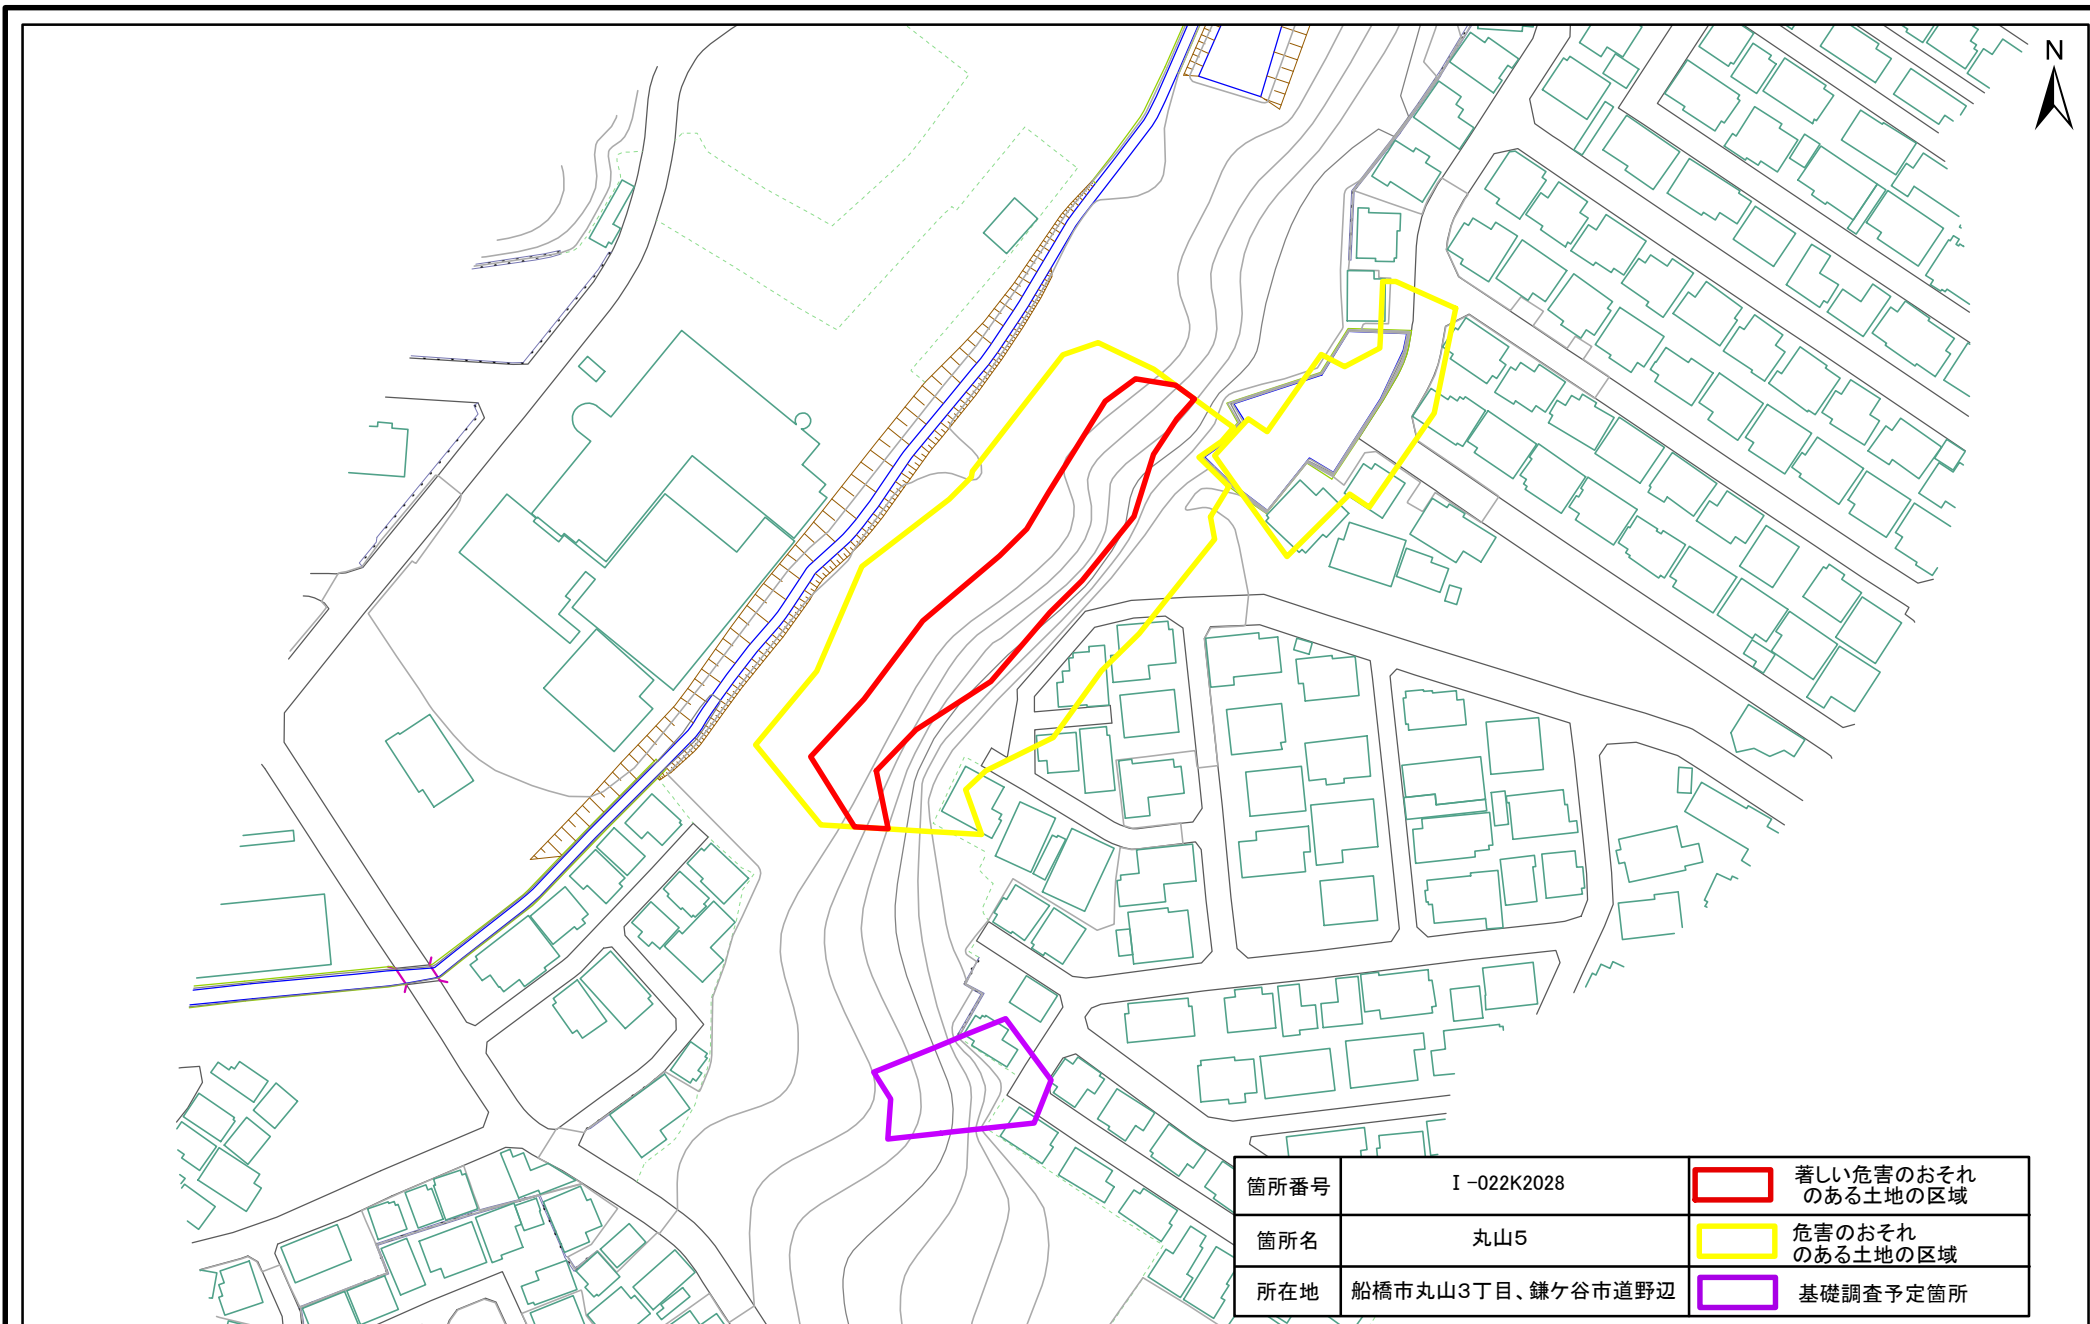 N
箇所番号
Ⅰ-022K2028
著しい危害のおそれ
のある土地の区域
箇所名
丸山5
危害のおそれ
のある土地の区域
所在地
船橋市丸山3丁目、鎌ケ谷市道野辺
基礎調査予定箇所